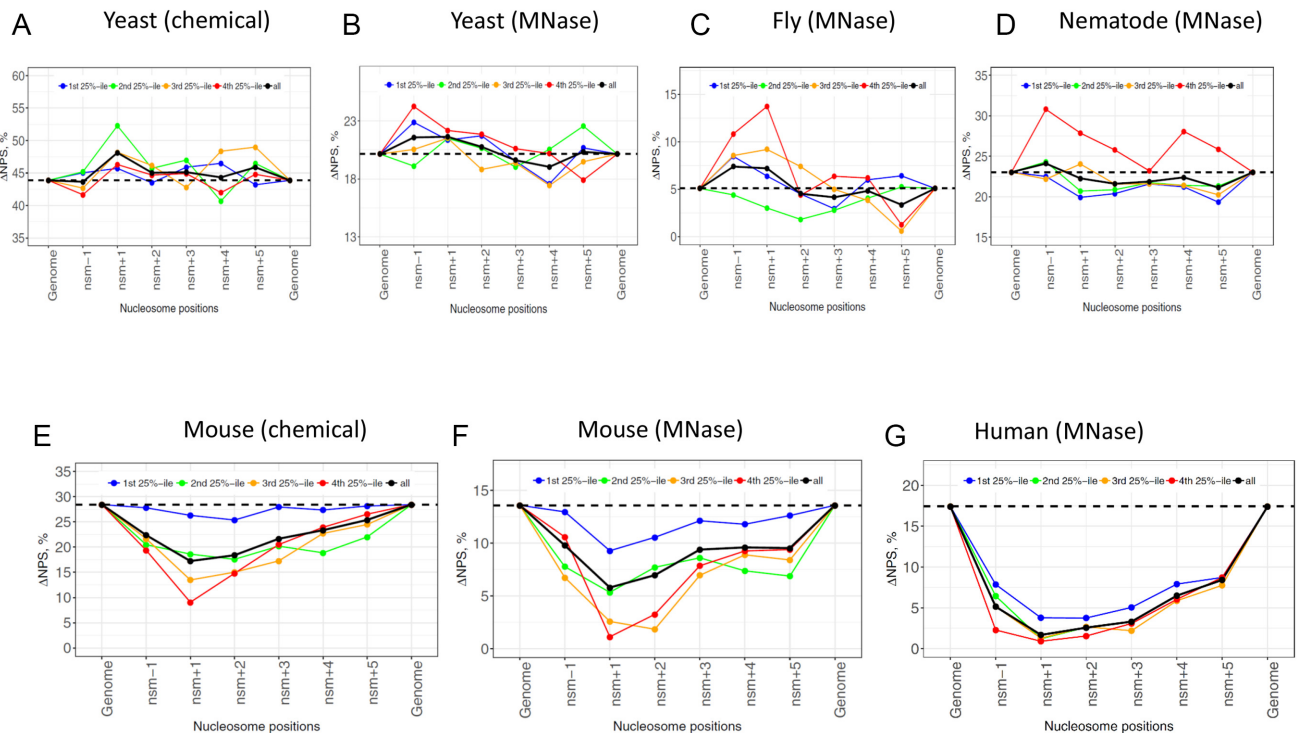 A Yeast (chemical)
ΔNPS, %
60
55
50
45
40
35
1st 25%-ile 2nd 25%-ile 3rd 25%-ile 4th 25%-ile all
Genome
nsm−1
nsm+1
nsm+2
nsm+3
nsm+4
nsm+5
Genome
Nucleosome positions
B Yeast (MNase)
ΔNPS, %
23
18
13
1st 25%-ile 2nd 25%-ile 3rd 25%-ile 4th 25%-ile all
Genome
nsm−1
nsm+1
nsm+2
nsm+3
nsm+4
nsm+5
Genome
Nucleosome positions
C Fly (MNase)
ΔNPS, %
15
10
5
0
1st 25%-ile 2nd 25%-ile 3rd 25%-ile 4th 25%-ile all
Genome
nsm−1
nsm+1
nsm+2
nsm+3
nsm+4
nsm+5
Genome
Nucleosome positions
D Nematode (MNase)
ΔNPS, %
35
30
25
20
15
1st 25%-ile 2nd 25%-ile 3rd 25%-ile 4th 25%-ile all
Genome
nsm−1
nsm+1
nsm+2
nsm+3
nsm+4
nsm+5
Genome
Nucleosome positions
E Mouse (chemical)
ΔNPS, %
35
30
25
20
15
10
5
0
1st 25%-ile 2nd 25%-ile 3rd 25%-ile 4th 25%-ile all
Genome
nsm−1
nsm+1
nsm+2
nsm+3
nsm+4
nsm+5
Genome
Nucleosome positions
F Mouse (MNase)
ΔNPS, %
15
10
5
0
1st 25%-ile 2nd 25%-ile 3rd 25%-ile 4th 25%-ile all
Genome
nsm−1
nsm+1
nsm+2
nsm+3
nsm+4
nsm+5
Genome
Nucleosome positions
G Human (MNase)
ΔNPS, %
20
15
10
5
0
1st 25%-ile 2nd 25%-ile 3rd 25%-ile 4th 25%-ile all
Genome
nsm−1
nsm+1
nsm+2
nsm+3
nsm+4
nsm+5
Genome
Nucleosome positions